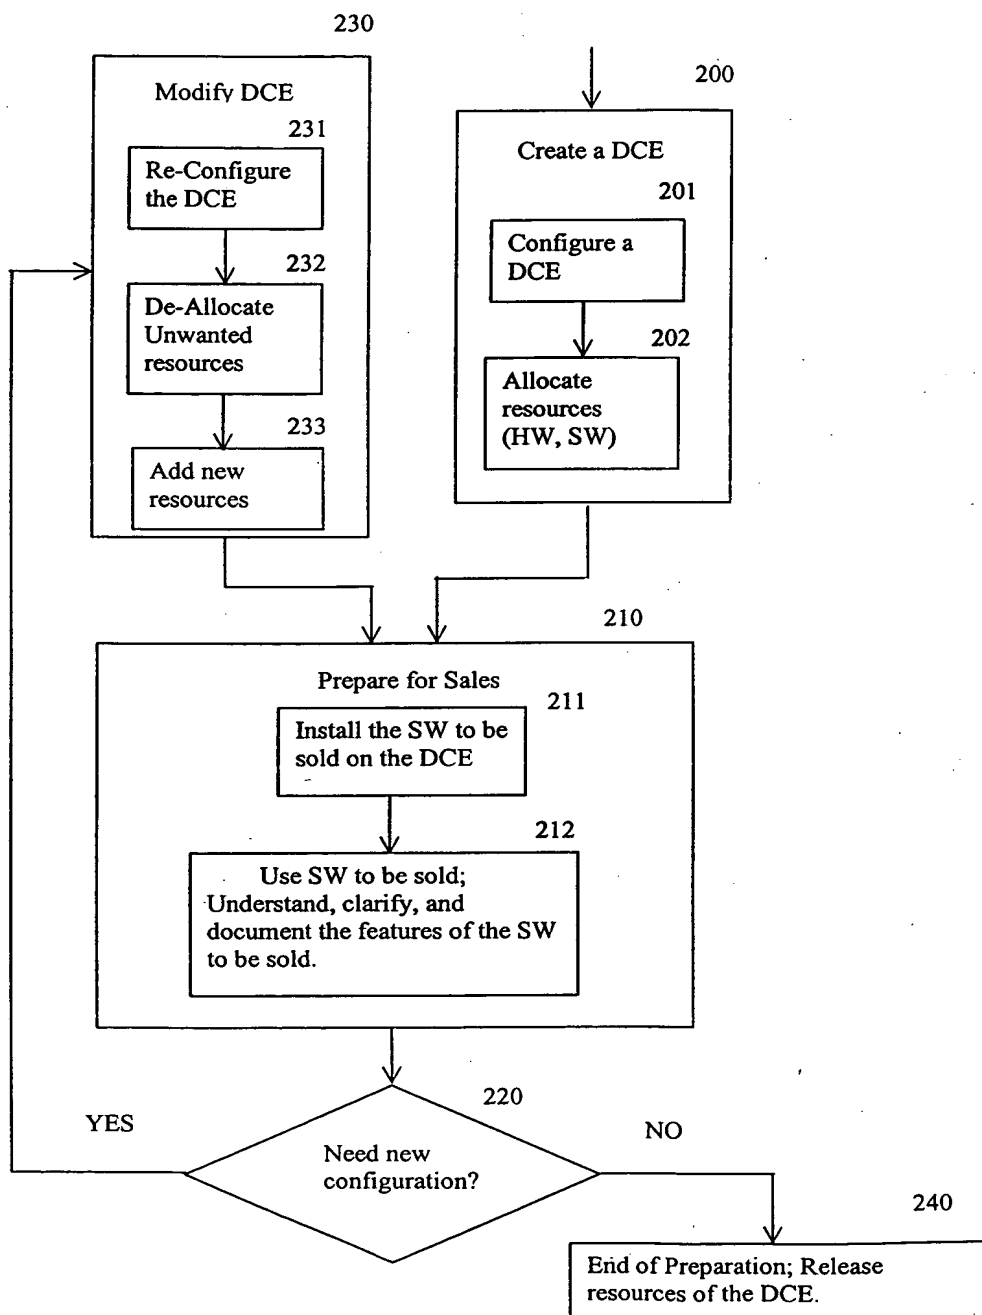 230
Modify DCE
231
Re-Configure
the DCE
232
De-Allocate
Unwanted
resources
233
Add new
resources
200
Create a DCE
201
Configure a
DCE
202
Allocate
resources
(HW, SW)
210
Prepare for Sales
211
Install the SW to be
sold on the DCE
212
Use SW to be sold;
Understand, clarify, and
document the features of the SW
to be sold.
220
Need new
configuration?
YES
NO
240
End of Preparation; Release
resources of the DCE.